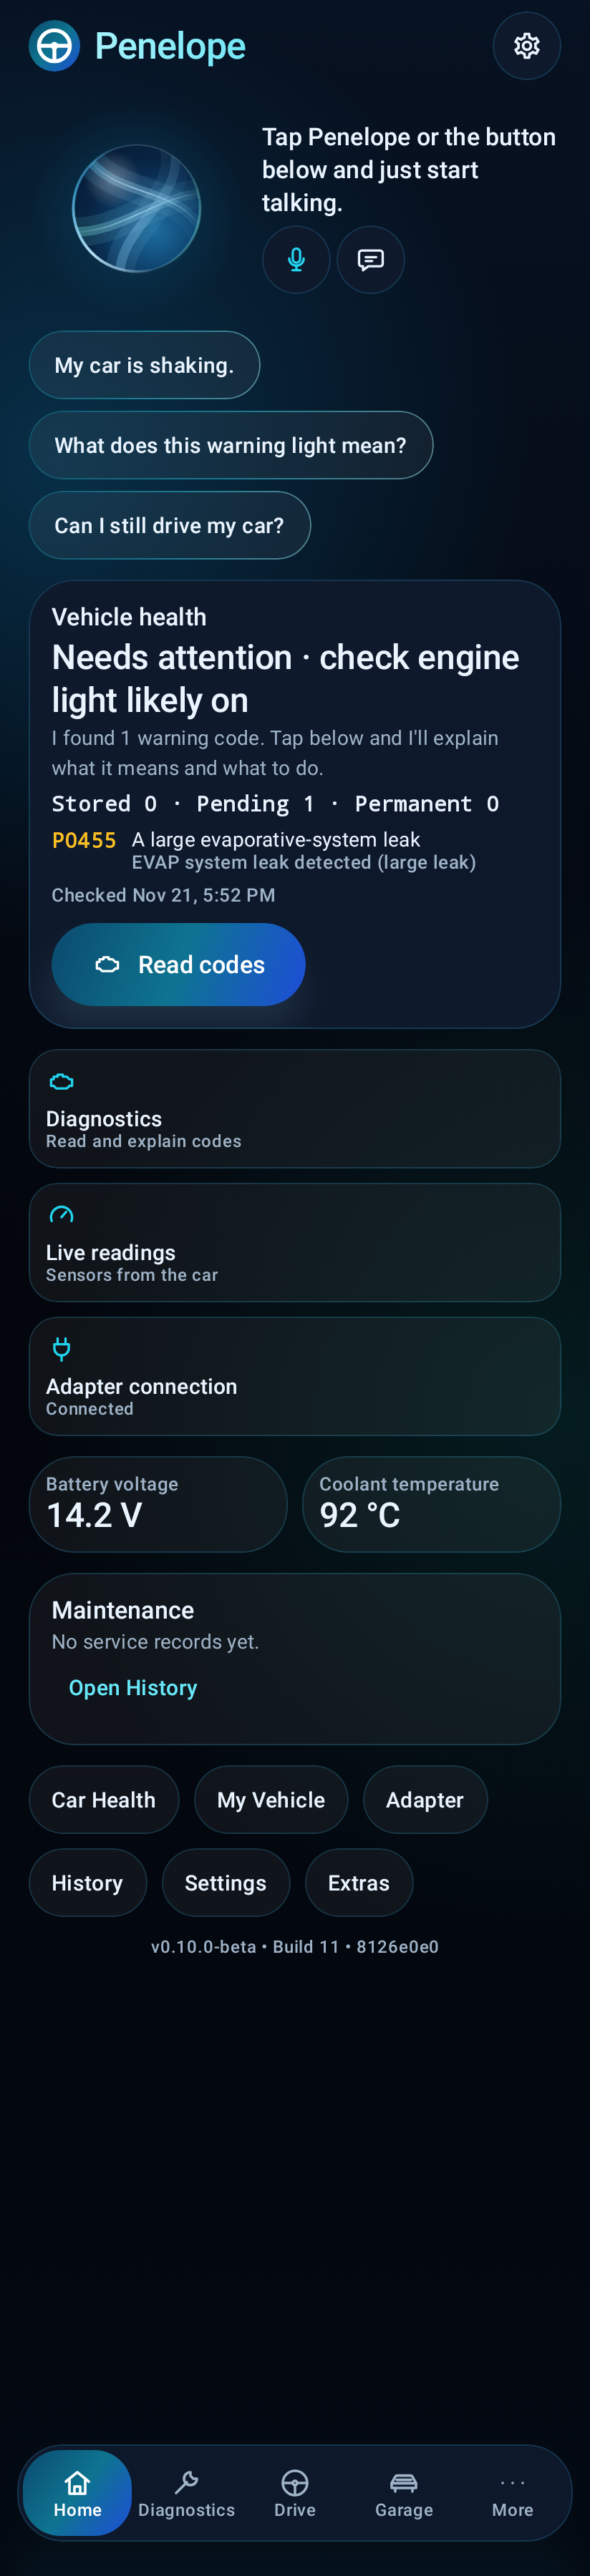 Penelope
Tap Penelope or the button
below and just start
talking.
My car is shaking.
What does this warning light mean?
Can I still drive my car?
Vehicle health
Needs attention · check engine
light likely on
I found 1 warning code. Tap below and I'll explain
what it means and what to do.
Stored 0 · Pending 1 · Permanent 0
P0455 A large evaporative-system leak
EVAP system leak detected (large leak)
Checked Nov 21, 5:52 PM
Read codes
Diagnostics
Read and explain codes
Live readings
Sensors from the car
Adapter connection
Connected
Battery voltage Coolant temperature
14.2 V 92 °C
Maintenance
No service records yet.
Open History
Car Health My Vehicle Adapter
History Settings Extras
v0.10.0-beta • Build 11 • 8126e0e0
Home Diagnostics Drive Garage More